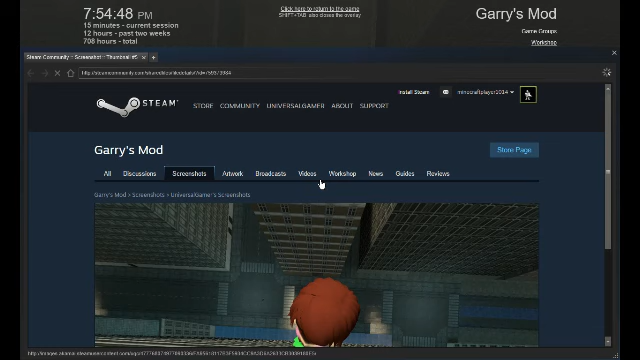 7:54:48 PM
15 minutes - current session
12 hours - past two weeks
708 hours - total
Click here to return to the game
SHIFT+TAB also closes the overlay
Garry's Mod
Game Groups
Workshop
Steam Community :: Screenshot :: Thumbnail #5
Install Steam
minecraftplayer1014
STEAM
STORE COMMUNITY UNIVERSALGAMER ABOUT SUPPORT
Garry's Mod
Store Page
All Discussions Screenshots Artwork Broadcasts Videos Workshop News Guides Reviews
Garry's Mod > Screenshots > UniversalGamer's Screenshots